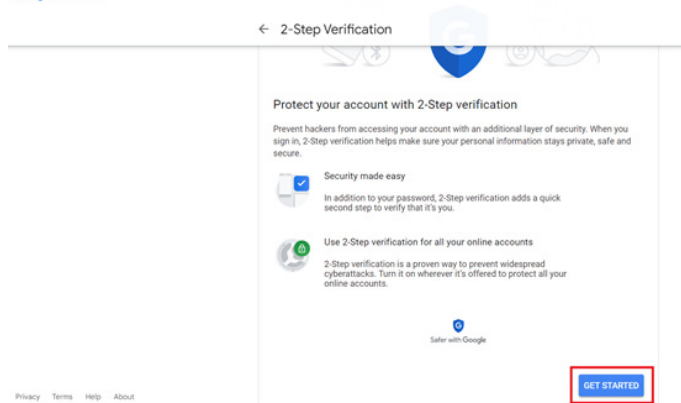 2-Step Verification
Protect your account with 2-Step verification
Prevent hackers from accessing your account with an additional layer of security. When you
sign in, 2-Step verification helps make sure your personal information stays private, safe and
secure.
Security made easy
In addition to your password, 2-Step verification adds a quick
second step to verify that it's you.
Use 2-Step verification for all your online accounts
2-Step verification is a proven way to prevent widespread
cyberattacks. Turn it on wherever it's offered to protect all your
online accounts.
G
Safer with Google
GET STARTED
Privacy Terms Help About